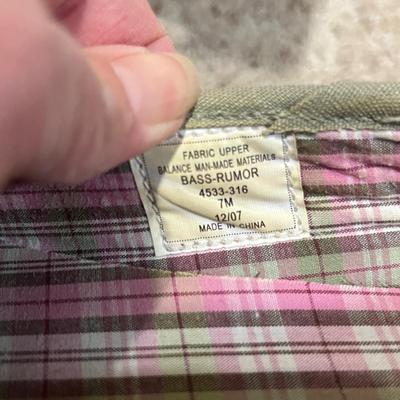 FABRIC UPPER
BALANCE MAN-MADE MATERIALS
BASS-RUMOR
4533-316
7M
12/07
MADE IN CHINA